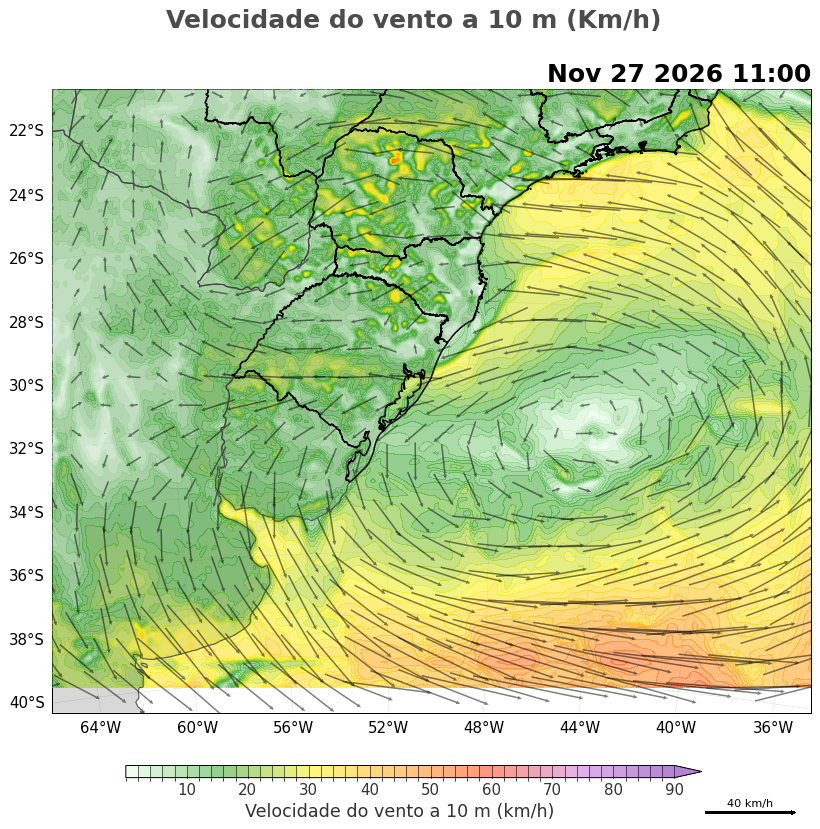 Velocidade do vento a 10 m (Km/h)
Nov 27 2026 11:00
22°S
24°S
26°S
28°S
30°S
32°S
34°S
36°S
38°S
40°S
64°W 60°W 56°W 52°W 48°W 44°W 40°W 36°W
10 20 30 40 50 60 70 80 90
Velocidade do vento a 10 m (km/h)
40 km/h